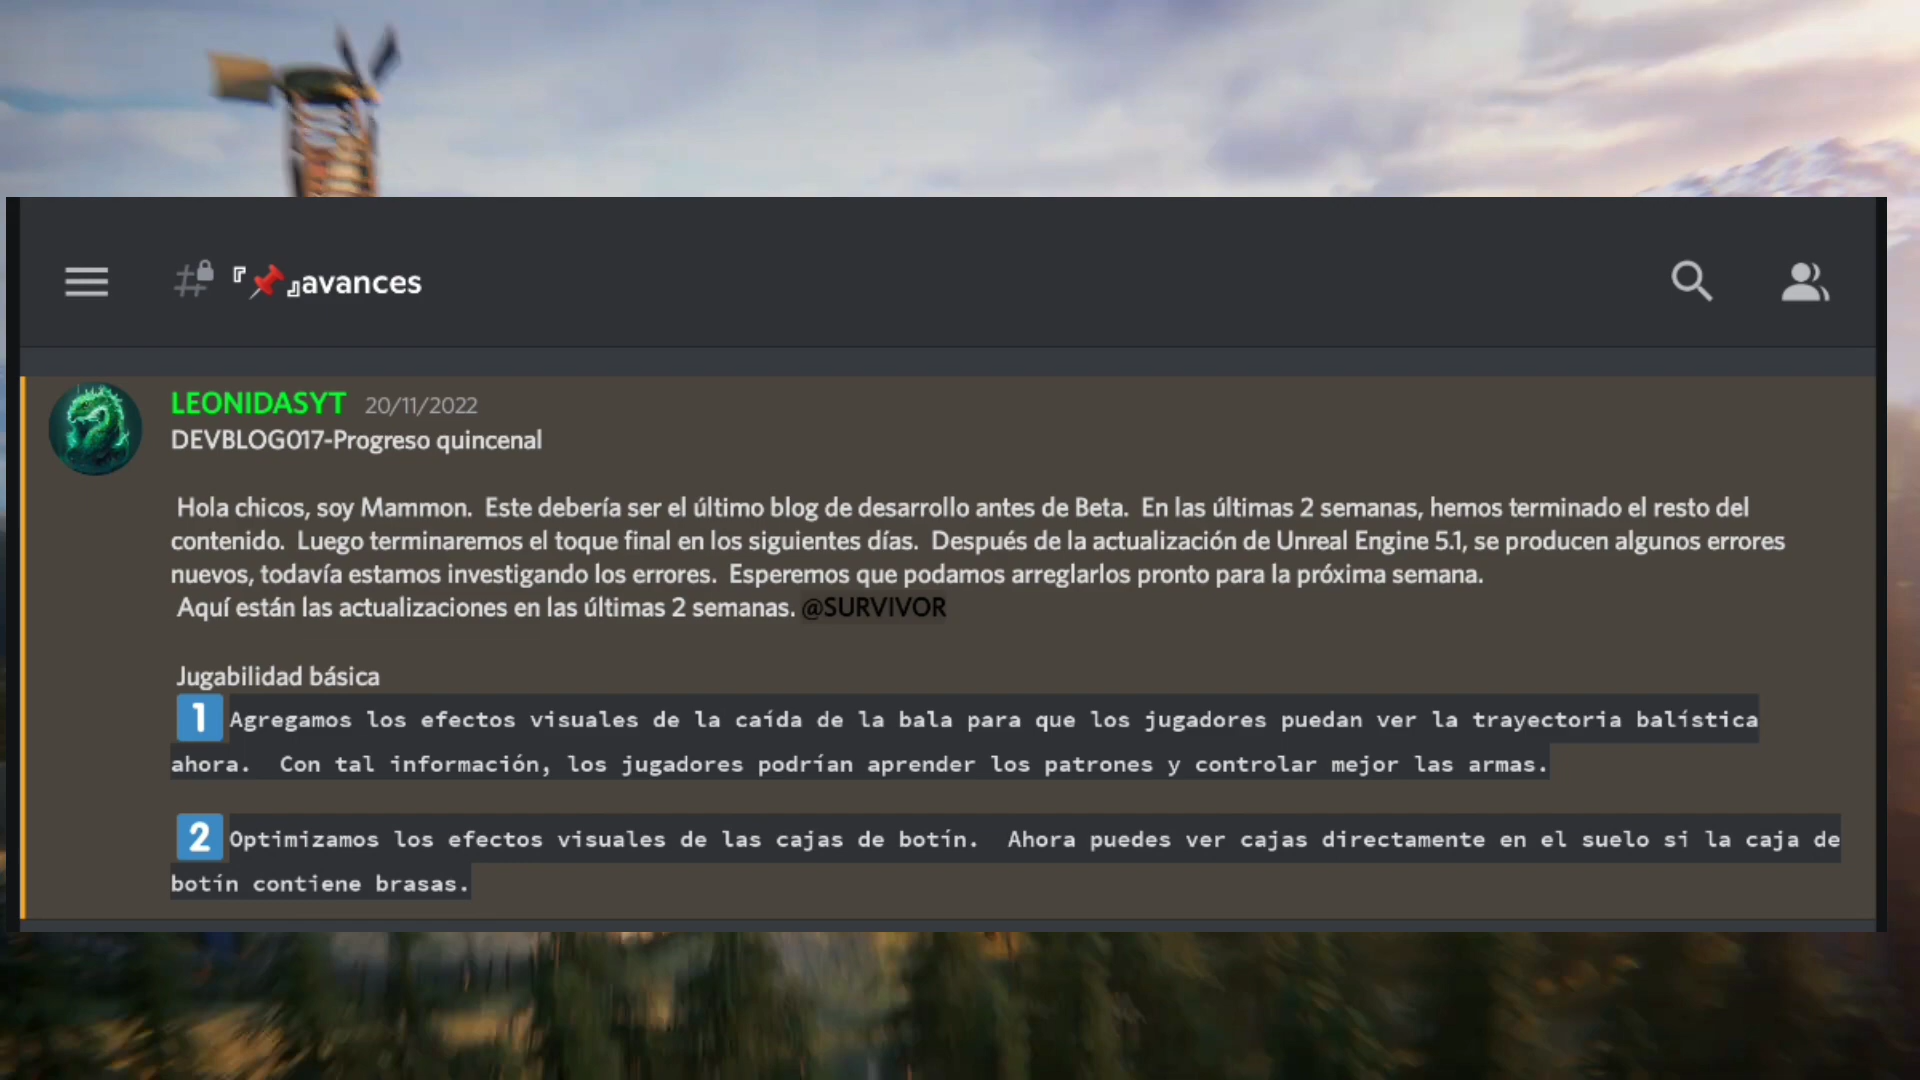 # 『📌』avances
LEONIDASYT 20/11/2022
DEVBLOG017-Progreso quincenal
Hola chicos, soy Mammon.  Este debería ser el último blog de desarrollo antes de Beta.  En las últimas 2 semanas, hemos terminado el resto del
contenido.  Luego terminaremos el toque final en los siguientes días.  Después de la actualización de Unreal Engine 5.1, se producen algunos errores
nuevos, todavía estamos investigando los errores.  Esperemos que podamos arreglarlos pronto para la próxima semana.
Aquí están las actualizaciones en las últimas 2 semanas. @SURVIVOR
Jugabilidad básica
1 Agregamos los efectos visuales de la caída de la bala para que los jugadores puedan ver la trayectoria balística
ahora.  Con tal información, los jugadores podrían aprender los patrones y controlar mejor las armas.
2 Optimizamos los efectos visuales de las cajas de botín.  Ahora puedes ver cajas directamente en el suelo si la caja de
botín contiene brasas.